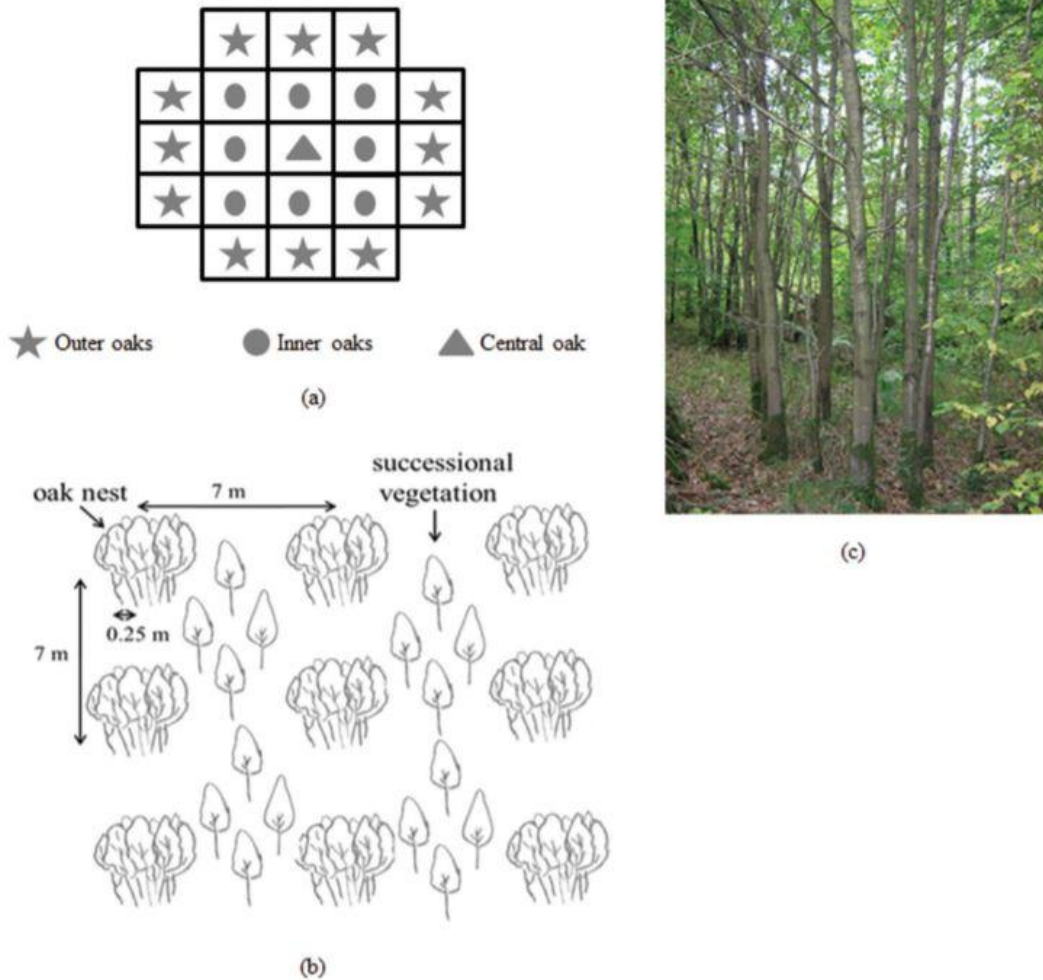 Outer oaks
Inner oaks
Central oak
(a)
oak nest
7 m
successional
vegetation
0.25 m
7 m
(b)
(c)